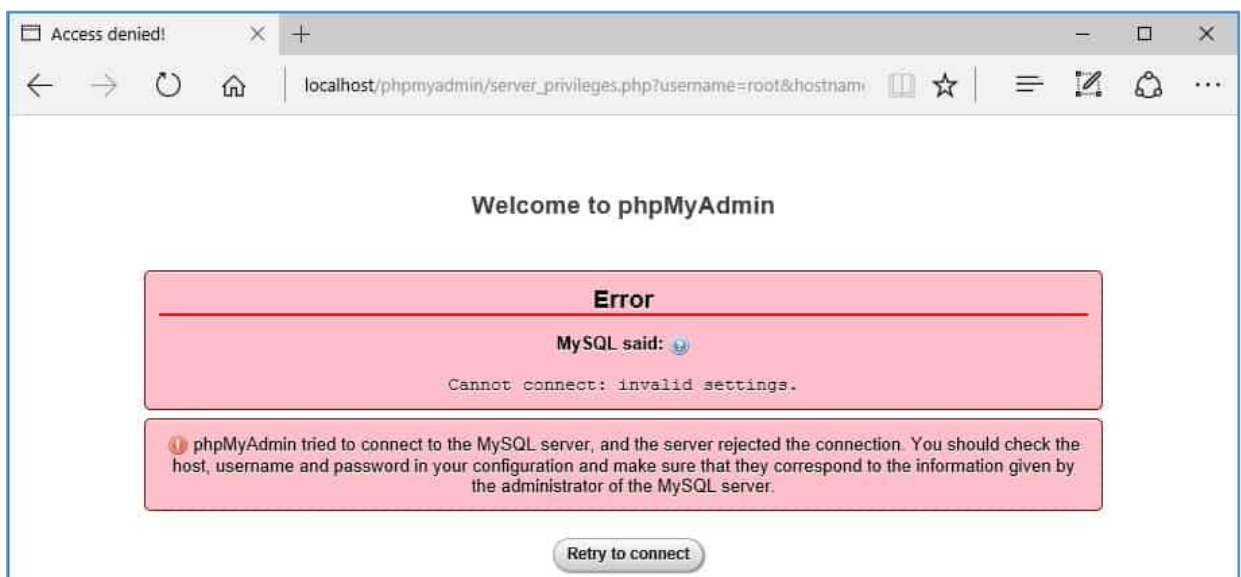 Access denied!
localhost/phpmyadmin/server_privileges.php?username=root&hostnam
Welcome to phpMyAdmin
Error
MySQL said:
Cannot connect: invalid settings.
phpMyAdmin tried to connect to the MySQL server, and the server rejected the connection. You should check the
host, username and password in your configuration and make sure that they correspond to the information given by
the administrator of the MySQL server.
Retry to connect